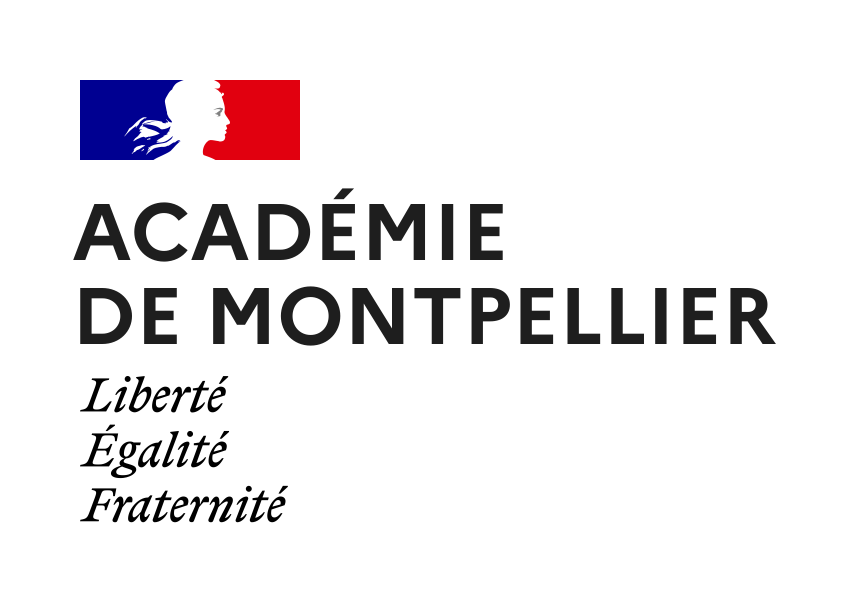 ACADÉMIE
DE MONTPELLIER
Liberté
Égalité
Fraternité